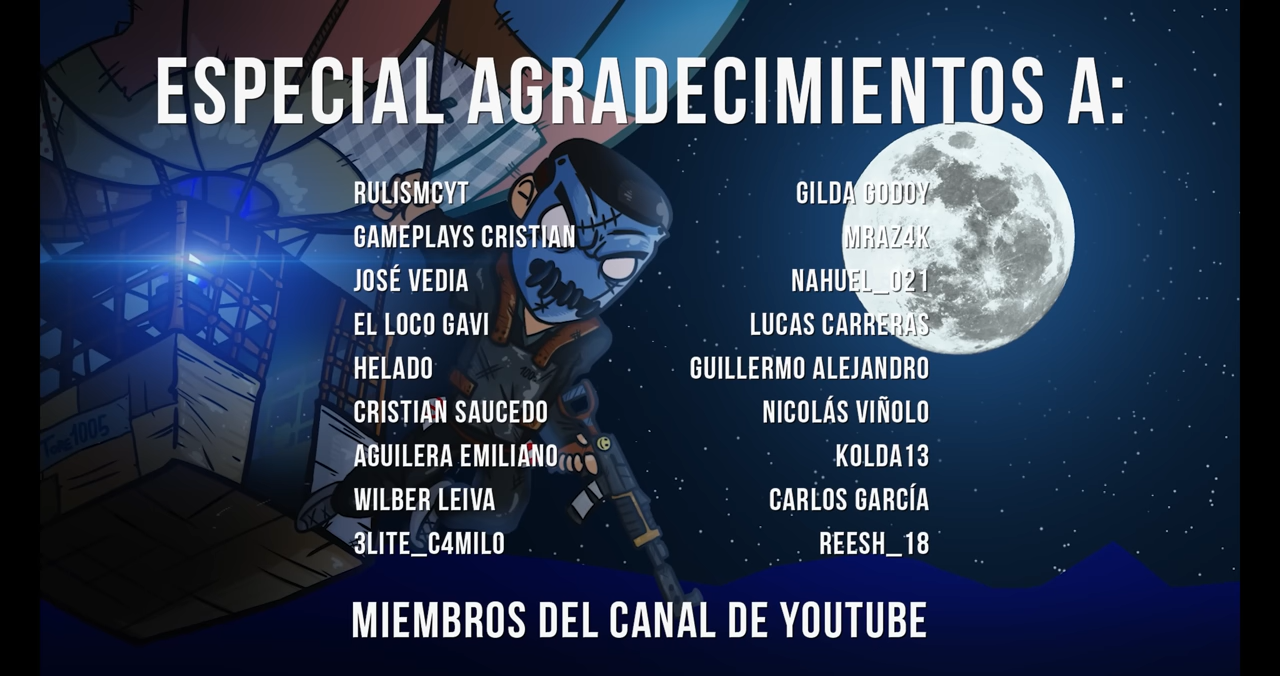 ESPECIAL AGRADECIMIENTOS A:
RULISMCYT
GAMEPLAYS CRISTIAN
JOSÉ VEDIA
EL LOCO GAVI
HELADO
CRISTIAN SAUCEDO
AGUILERA EMILIANO
WILBER LEIVA
3LITE_C4MILO
GILDA GODOY
MRAZ4K
NAHUEL_021
LUCAS CARRERAS
GUILLERMO ALEJANDRO
NICOLÁS VIÑOLO
KOLDA13
CARLOS GARCÍA
REESH_18
MIEMBROS DEL CANAL DE YOUTUBE